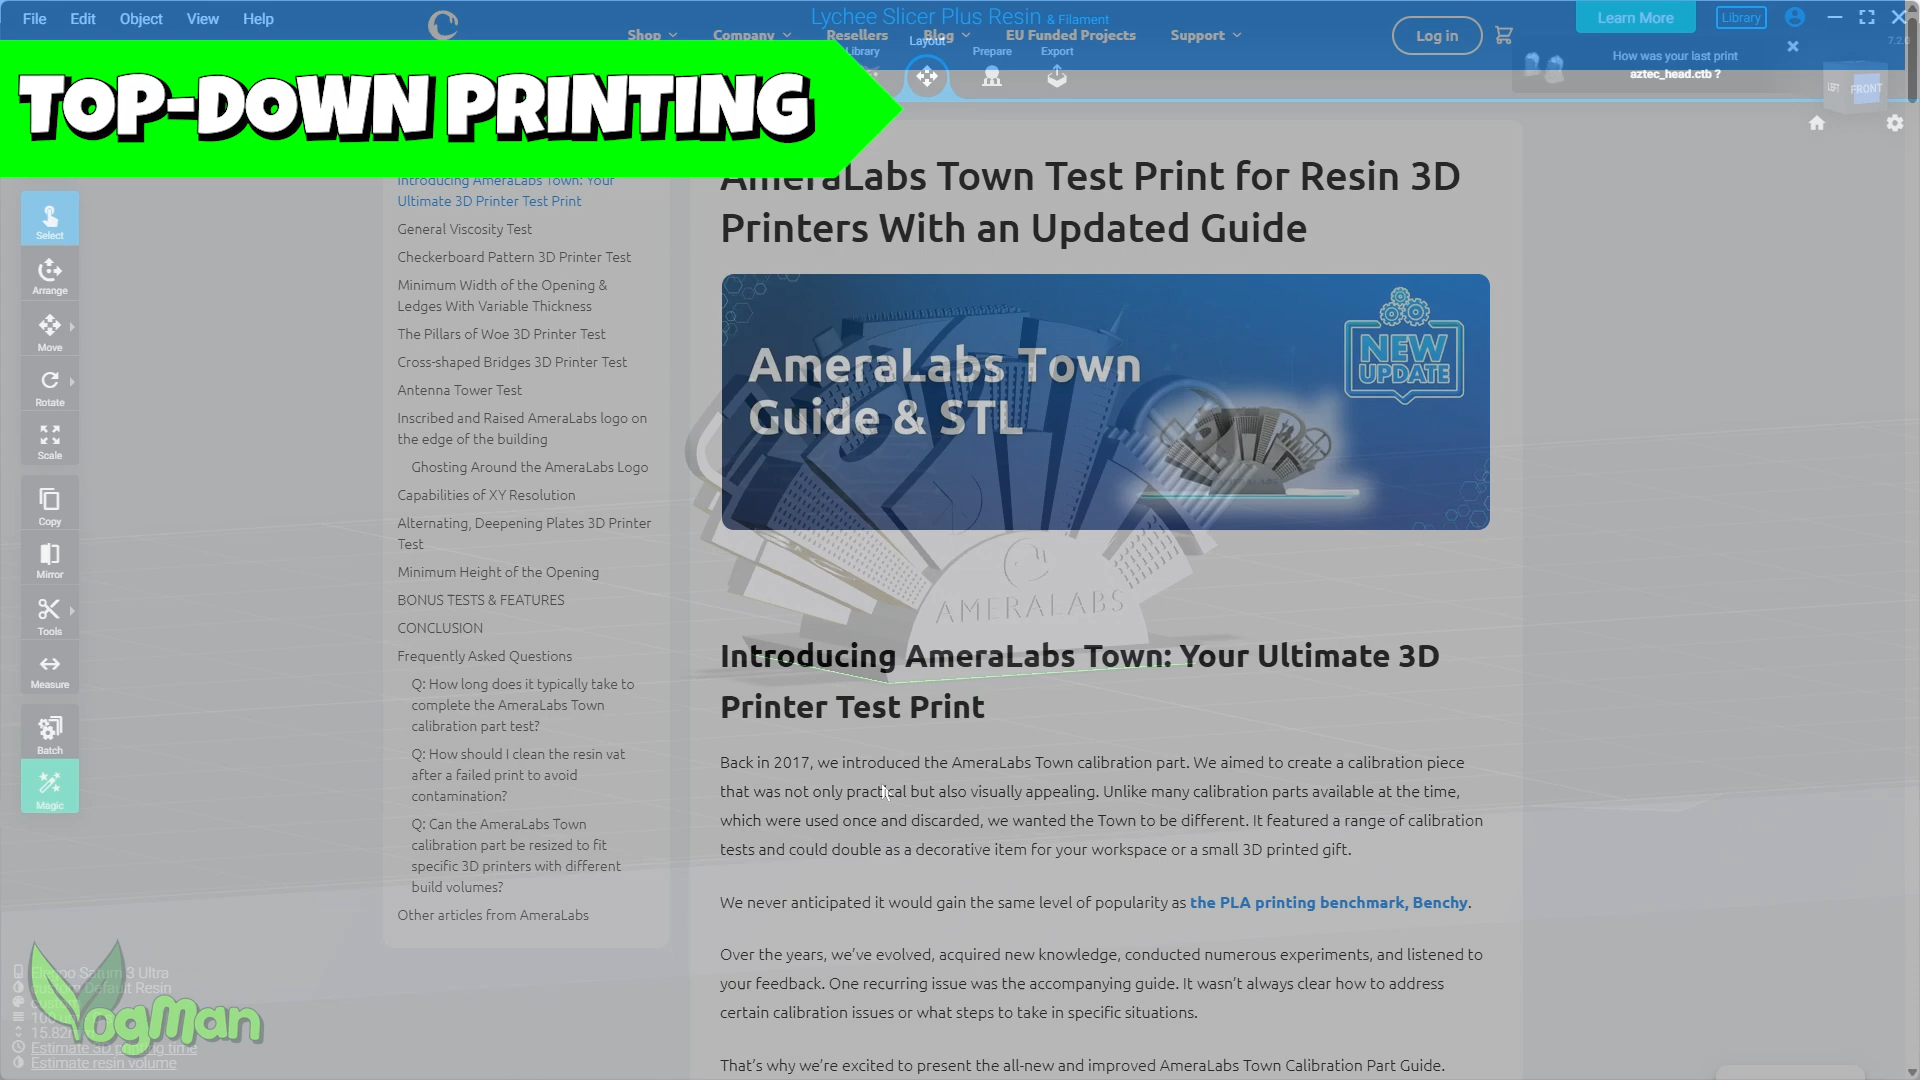 File Edit Object View Help
Lychee Slicer Plus Resin & Filament
Learn More
Library
7.2.
Shop Company Resellers Blog EU Funded Projects Support
Log in
Library Layout Prepare Export
How was your last print
aztec_head.ctb ?
LEFT FRONT
TOP-DOWN PRINTING
Select
Arrange
Move
Rotate
Scale
Copy
Mirror
Tools
Measure
Batch
Magic
Introducing AmeraLabs Town: Your
Ultimate 3D Printer Test Print
General Viscosity Test
Checkerboard Pattern 3D Printer Test
Minimum Width of the Opening &
Ledges With Variable Thickness
The Pillars of Woe 3D Printer Test
Cross-shaped Bridges 3D Printer Test
Antenna Tower Test
Inscribed and Raised AmeraLabs logo on
the edge of the building
Ghosting Around the AmeraLabs Logo
Capabilities of XY Resolution
Alternating, Deepening Plates 3D Printer
Test
Minimum Height of the Opening
BONUS TESTS & FEATURES
CONCLUSION
Frequently Asked Questions
Q: How long does it typically take to
complete the AmeraLabs Town
calibration part test?
Q: How should I clean the resin vat
after a failed print to avoid
contamination?
Q: Can the AmeraLabs Town
calibration part be resized to fit
specific 3D printers with different
build volumes?
Other articles from AmeraLabs
AmeraLabs Town Test Print for Resin 3D
Printers With an Updated Guide
AmeraLabs Town
Guide & STL
NEW
UPDATE
AMERALABS
Introducing AmeraLabs Town: Your Ultimate 3D
Printer Test Print
Back in 2017, we introduced the AmeraLabs Town calibration part. We aimed to create a calibration piece
that was not only practical but also visually appealing. Unlike many calibration parts available at the time,
which were used once and discarded, we wanted the Town to be different. It featured a range of calibration
tests and could double as a decorative item for your workspace or a small 3D printed gift.
We never anticipated it would gain the same level of popularity as the PLA printing benchmark, Benchy.
Over the years, we've evolved, acquired new knowledge, conducted numerous experiments, and listened to
your feedback. One recurring issue was the accompanying guide. It wasn't always clear how to address
certain calibration issues or what steps to take in specific situations.
That's why we're excited to present the all-new and improved AmeraLabs Town Calibration Part Guide.
Elegoo Saturn 3 Ultra
custom Default Resin
15.82
Estimate 3D printing time
Estimate resin volume
YogMan